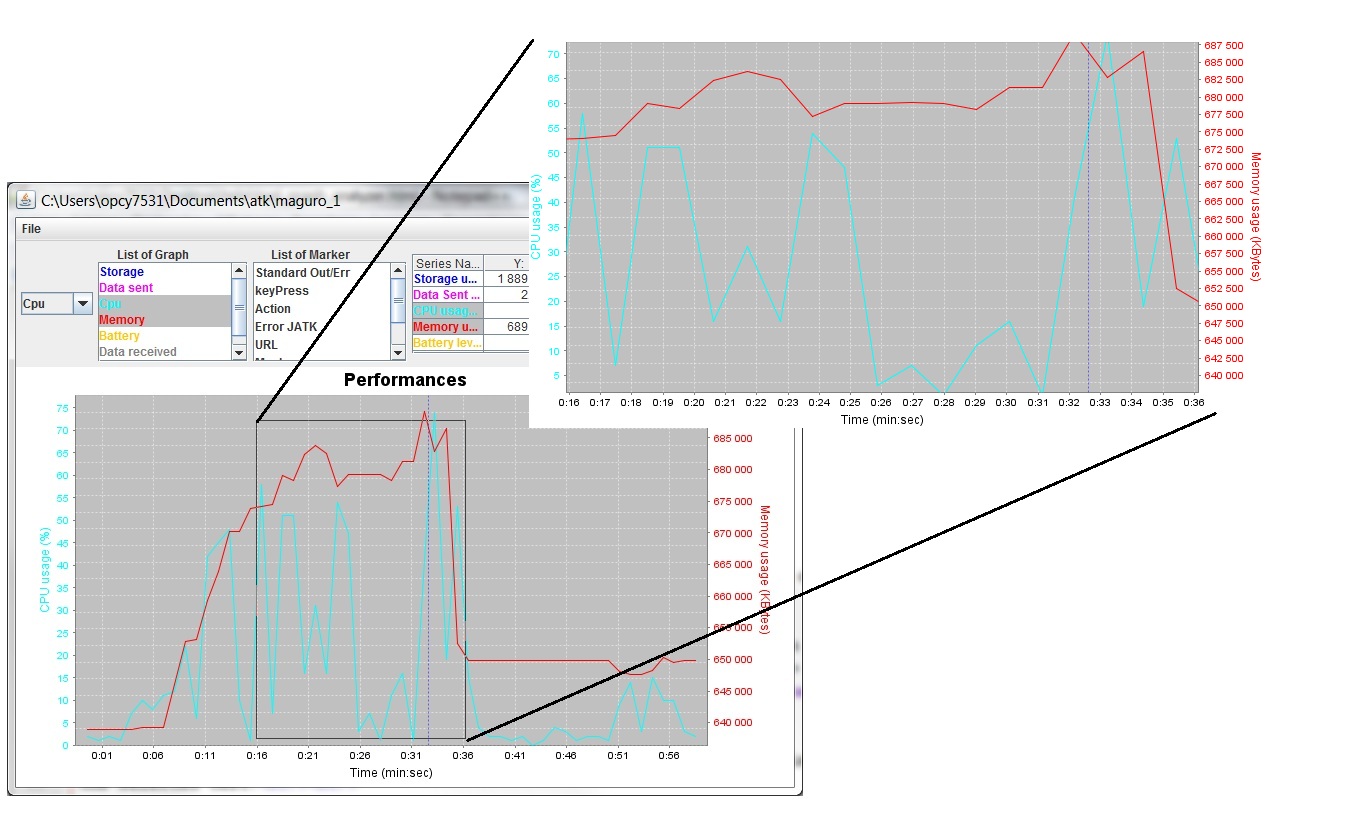 C:\Users\opcy7531\Documents\atk\maguro_1
File
List of Graph
List of Marker
Cpu
Storage
Data sent
Cpu
Memory
Battery
Data received
Standard Out/Err
keyPress
Action
Error JATK
URL
Series Na... Y:
Storage u... 1 889
Data Sent ... 2
CPU usag...
Memory u... 689
Battery lev...
Performances
75
70
65
60
55
50
45
40
35
30
25
20
15
10
5
0
CPU usage (%)
685 000
680 000
675 000
670 000
665 000
660 000
655 000
650 000
645 000
640 000
Memory usage (KBytes)
0:01 0:06 0:11 0:16 0:21 0:26 0:31 0:36 0:41 0:46 0:51 0:56
Time (min:sec)
70
65
60
55
50
45
40
35
30
25
20
15
10
5
CPU usage (%)
687 500
685 000
682 500
680 000
677 500
675 000
672 500
670 000
667 500
665 000
662 500
660 000
657 500
655 000
652 500
650 000
647 500
645 000
642 500
640 000
Memory usage (KBytes)
0:16 0:17 0:18 0:19 0:20 0:21 0:22 0:23 0:24 0:25 0:26 0:27 0:28 0:29 0:30 0:31 0:32 0:33 0:34 0:35 0:36
Time (min:sec)